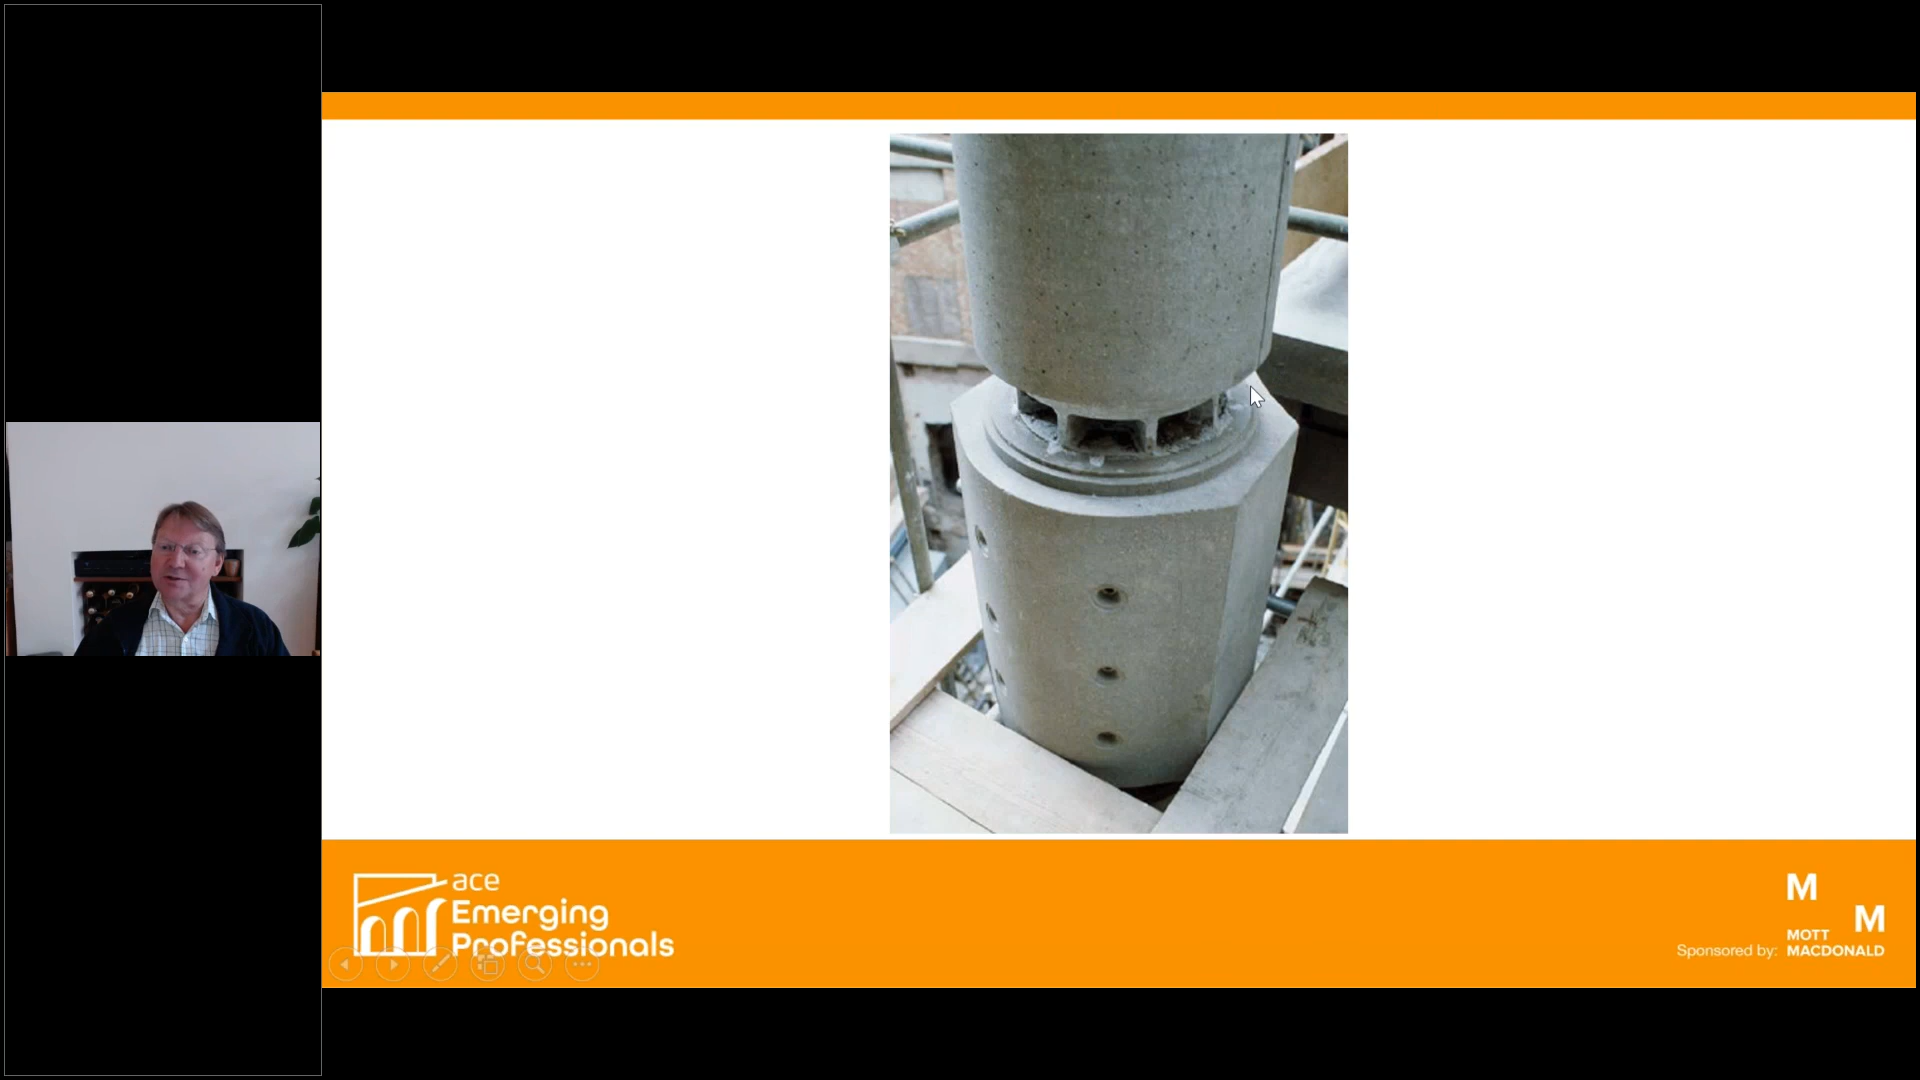 ace
Emerging
Professionals
M
M
Sponsored by: MOTT
MACDONALD